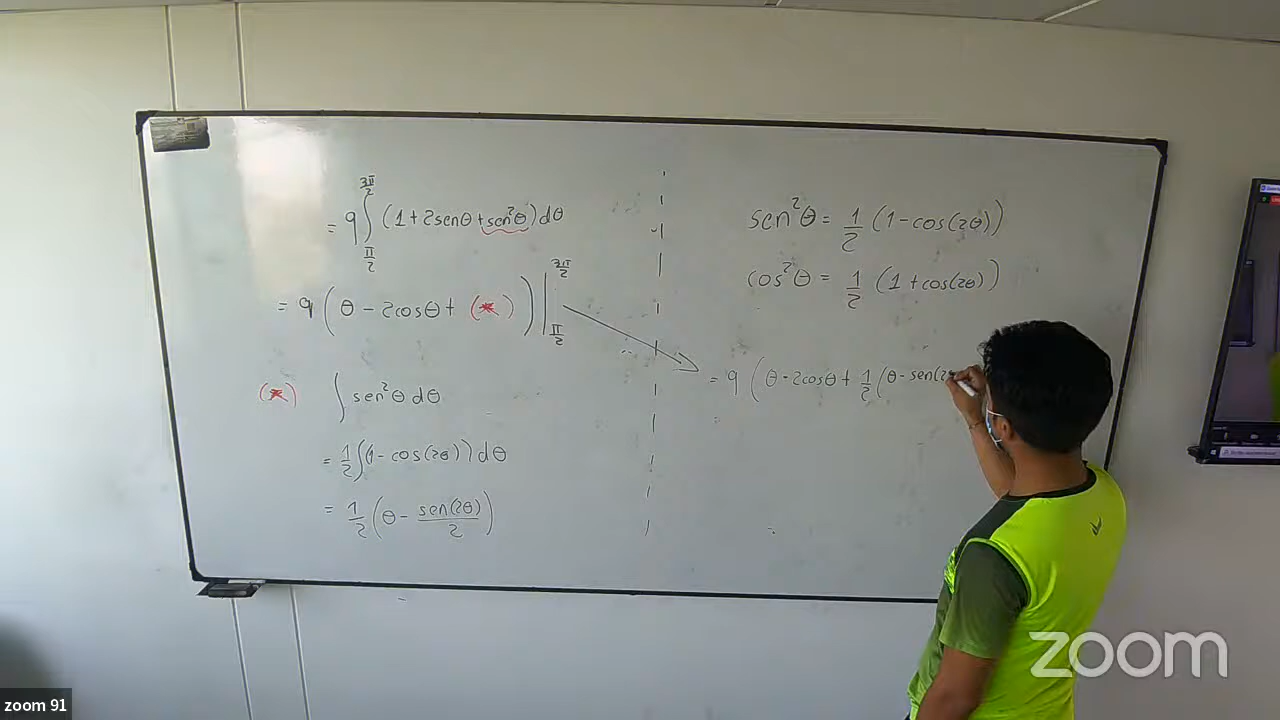 = 9 ∫_{π/2}^{3π/2} (1+2senθ+sen²θ)dθ
= 9 (θ - 2cosθ + (*)) |_{π/2}^{3π/2}
(*) ∫ sen²θ dθ
= 1/2 ∫(1 - cos(2θ)) dθ
= 1/2 (θ - sen(2θ)/2)
sen²θ = 1/2 (1-cos(2θ))
cos²θ = 1/2 (1+cos(2θ))
= 9 (θ - 2cosθ + 1/2 (θ - sen(2
zoom
zoom 91